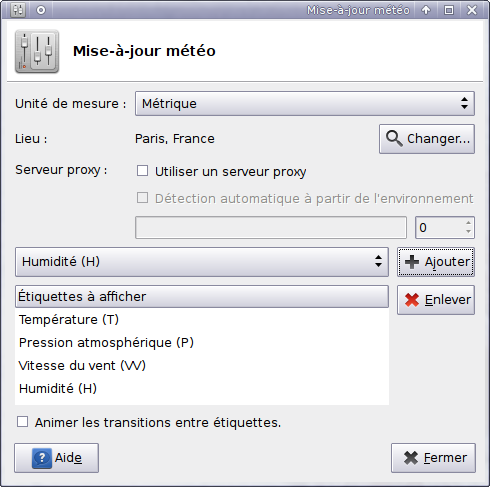 Mise-à-jour météo
Mise-à-jour météo
Unité de mesure : Métrique
Lieu : Paris, France Changer...
Serveur proxy : Utiliser un serveur proxy
Détection automatique à partir de l'environnement
0
Humidité (H) Ajouter
Étiquettes à afficher Enlever
Température (T)
Pression atmosphérique (P)
Vitesse du vent (VV)
Humidité (H)
Animer les transitions entre étiquettes.
Aide Fermer